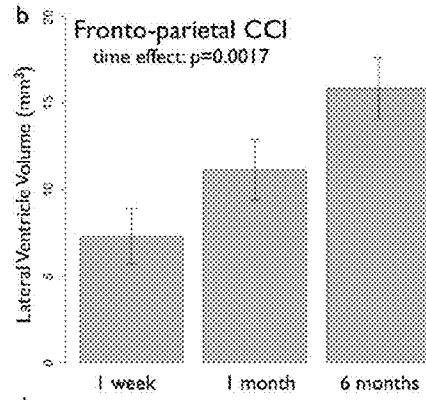 b
Fronto-parietal CCI
time effect: p=0.0017
Lateral Ventricle Volume (mm³)
20
15
10
5
0
1 week
1 month
6 months